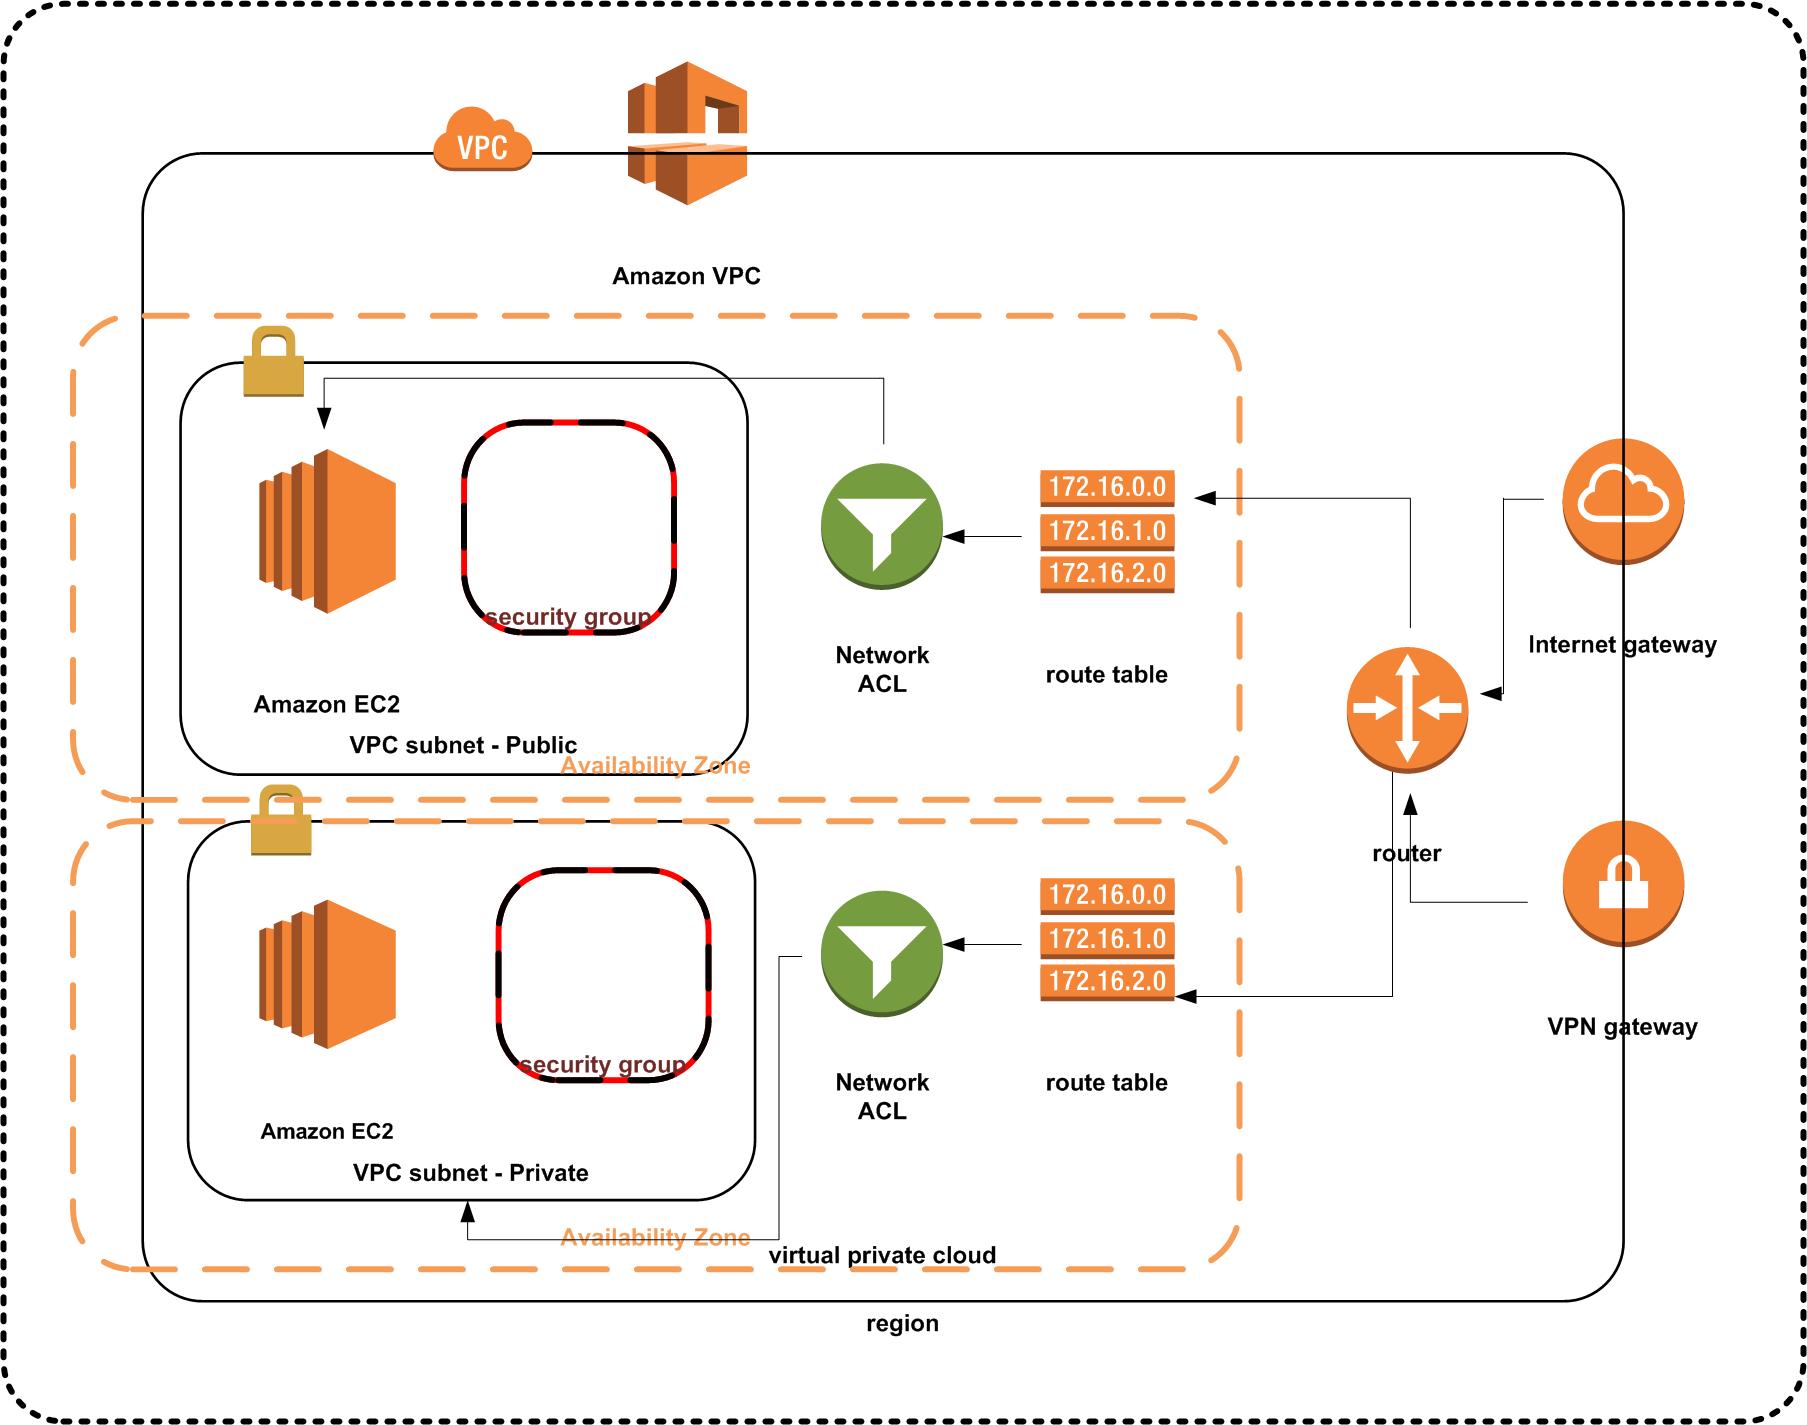 VPC
Amazon VPC
172.16.0.0
172.16.1.0
172.16.2.0
security group
Network
ACL
route table
Internet gateway
Amazon EC2
VPC subnet - Public
Availability Zone
router
172.16.0.0
172.16.1.0
172.16.2.0
VPN gateway
security group
Network
ACL
route table
Amazon EC2
VPC subnet - Private
Availability Zone
virtual private cloud
region